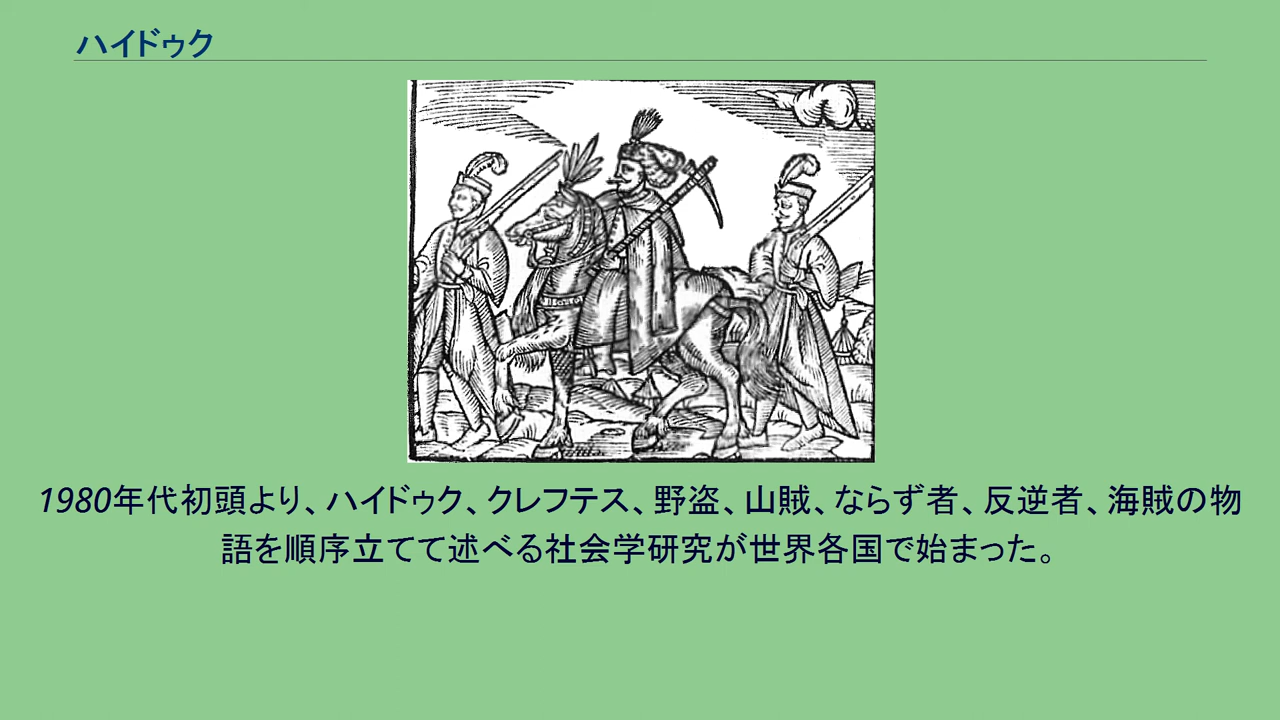 ハイドゥク
1980年代初頭より、ハイドゥク、クレフテス、野盗、山賊、ならず者、反逆者、海賊の物
語を順序立てて述べる社会学研究が世界各国で始まった。